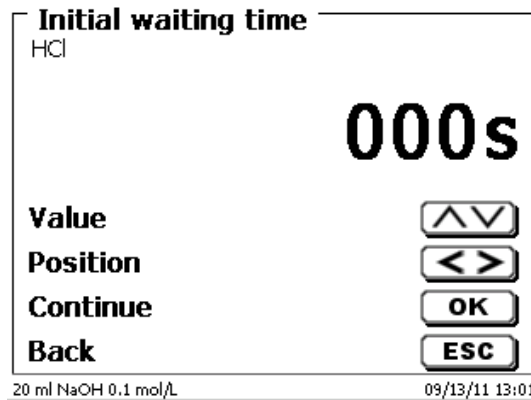 Initial waiting time
HCl
000s
Value
Position
Continue OK
Back ESC
20 ml NaOH 0.1 mol/L 09/13/11 13:01